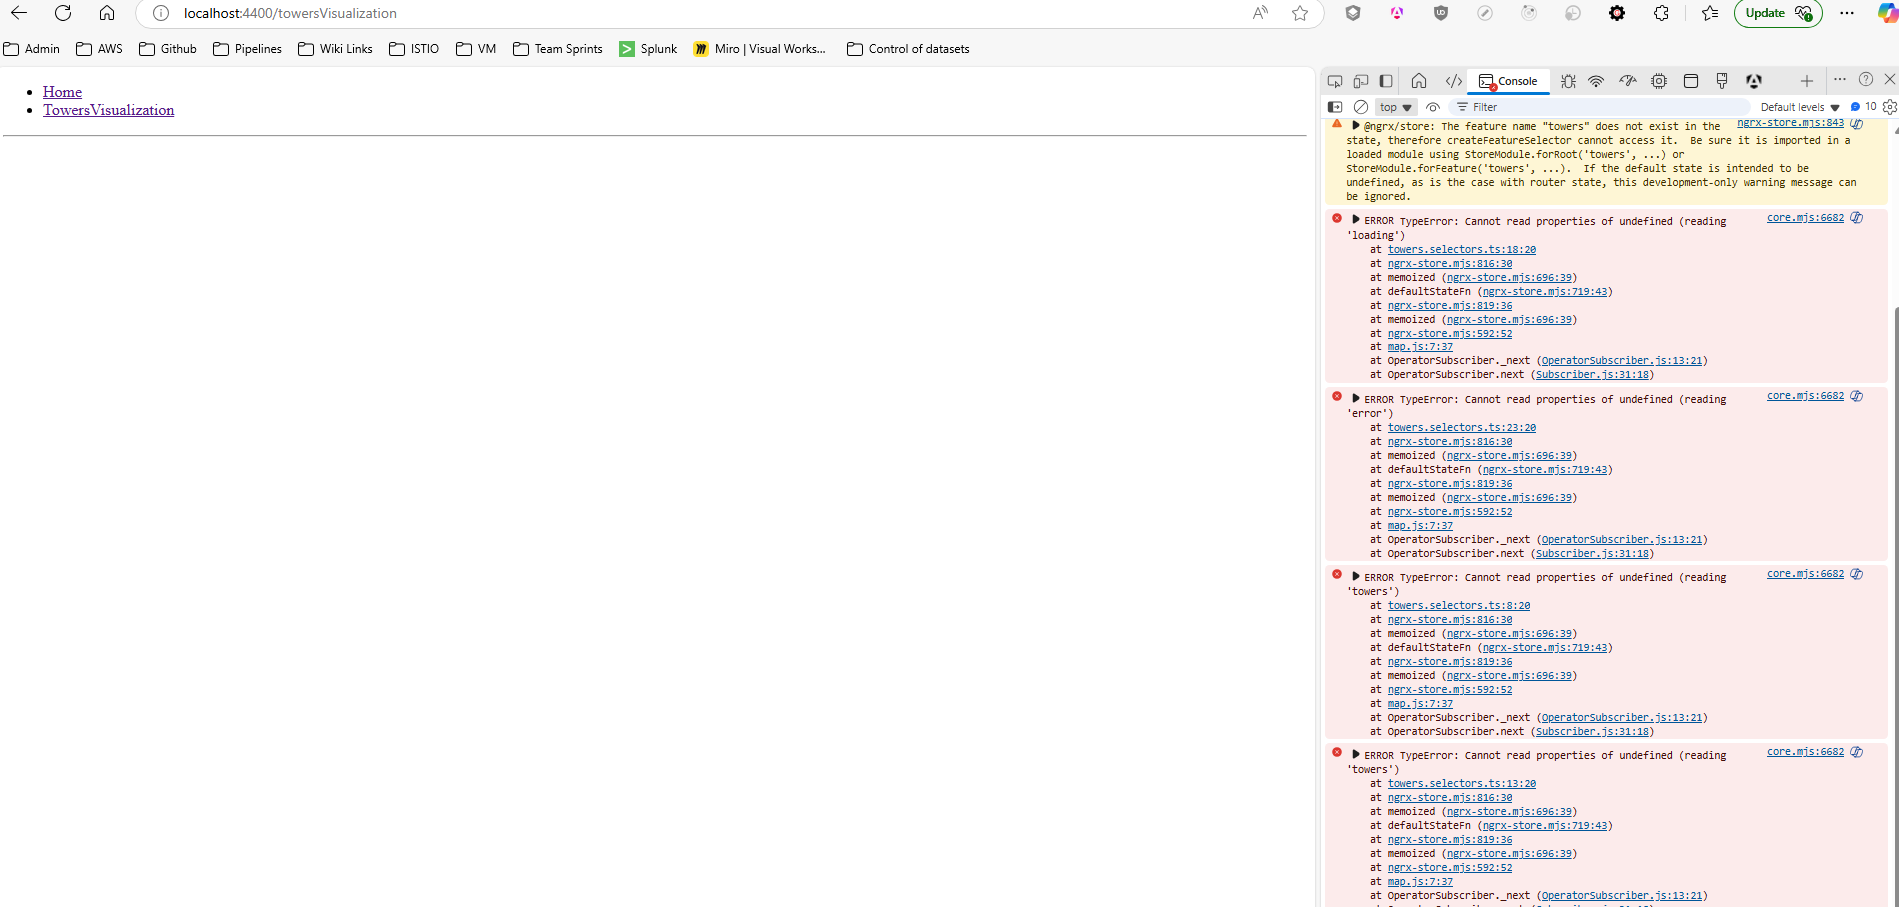 localhost:4400/towersVisualization
Update
Admin
AWS
Github
Pipelines
Wiki Links
ISTIO
VM
Team Sprints
Splunk
Miro | Visual Works...
Control of datasets
Home
TowersVisualization
Console
top
Filter
Default levels
10
@ngrx/store: The feature name "towers" does not exist in the ngrx-store.mjs:843
state, therefore createFeatureSelector cannot access it. Be sure it is imported in a
loaded module using StoreModule.forRoot('towers', ...) or
StoreModule.forFeature('towers', ...). If the default state is intended to be
undefined, as is the case with router state, this development-only warning message can
be ignored.
ERROR TypeError: Cannot read properties of undefined (reading core.mjs:6682
'loading')
at towers.selectors.ts:18:20
at ngrx-store.mjs:816:30
at memoized (ngrx-store.mjs:696:39)
at defaultStateFn (ngrx-store.mjs:719:43)
at ngrx-store.mjs:819:36
at memoized (ngrx-store.mjs:696:39)
at ngrx-store.mjs:592:52
at map.js:7:37
at OperatorSubscriber._next (OperatorSubscriber.js:13:21)
at OperatorSubscriber.next (Subscriber.js:31:18)
ERROR TypeError: Cannot read properties of undefined (reading core.mjs:6682
'error')
at towers.selectors.ts:23:20
at ngrx-store.mjs:816:30
at memoized (ngrx-store.mjs:696:39)
at defaultStateFn (ngrx-store.mjs:719:43)
at ngrx-store.mjs:819:36
at memoized (ngrx-store.mjs:696:39)
at ngrx-store.mjs:592:52
at map.js:7:37
at OperatorSubscriber._next (OperatorSubscriber.js:13:21)
at OperatorSubscriber.next (Subscriber.js:31:18)
ERROR TypeError: Cannot read properties of undefined (reading core.mjs:6682
'towers')
at towers.selectors.ts:8:20
at ngrx-store.mjs:816:30
at memoized (ngrx-store.mjs:696:39)
at defaultStateFn (ngrx-store.mjs:719:43)
at ngrx-store.mjs:819:36
at memoized (ngrx-store.mjs:696:39)
at ngrx-store.mjs:592:52
at map.js:7:37
at OperatorSubscriber._next (OperatorSubscriber.js:13:21)
at OperatorSubscriber.next (Subscriber.js:31:18)
ERROR TypeError: Cannot read properties of undefined (reading core.mjs:6682
'towers')
at towers.selectors.ts:13:20
at ngrx-store.mjs:816:30
at memoized (ngrx-store.mjs:696:39)
at defaultStateFn (ngrx-store.mjs:719:43)
at ngrx-store.mjs:819:36
at memoized (ngrx-store.mjs:696:39)
at ngrx-store.mjs:592:52
at map.js:7:37
at OperatorSubscriber._next (OperatorSubscriber.js:13:21)